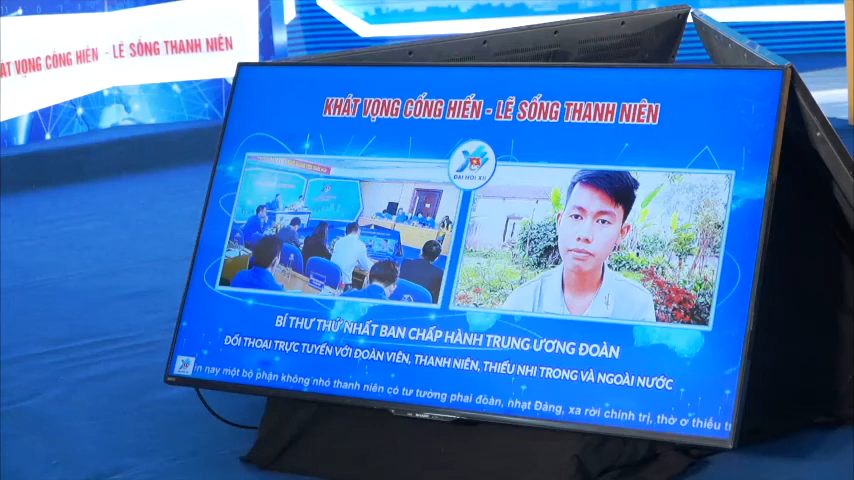 ÁT VỌNG CỐNG HIẾN - LẼ SỐNG THANH NIÊN
KHÁT VỌNG CỐNG HIẾN - LẼ SỐNG THANH NIÊN
ĐẠI HỘI XII
BÍ THƯ THỨ NHẤT BAN CHẤP HÀNH TRUNG ƯƠNG ĐOÀN
ĐỐI THOẠI TRỰC TUYẾN VỚI ĐOÀN VIÊN, THANH NIÊN, THIẾU NHI TRONG VÀ NGOÀI NƯỚC
ện nay một bộ phận không nhỏ thanh niên có tư tưởng phai đoàn, nhạt Đảng, xa rời chính trị, thờ ơ thiếu tr